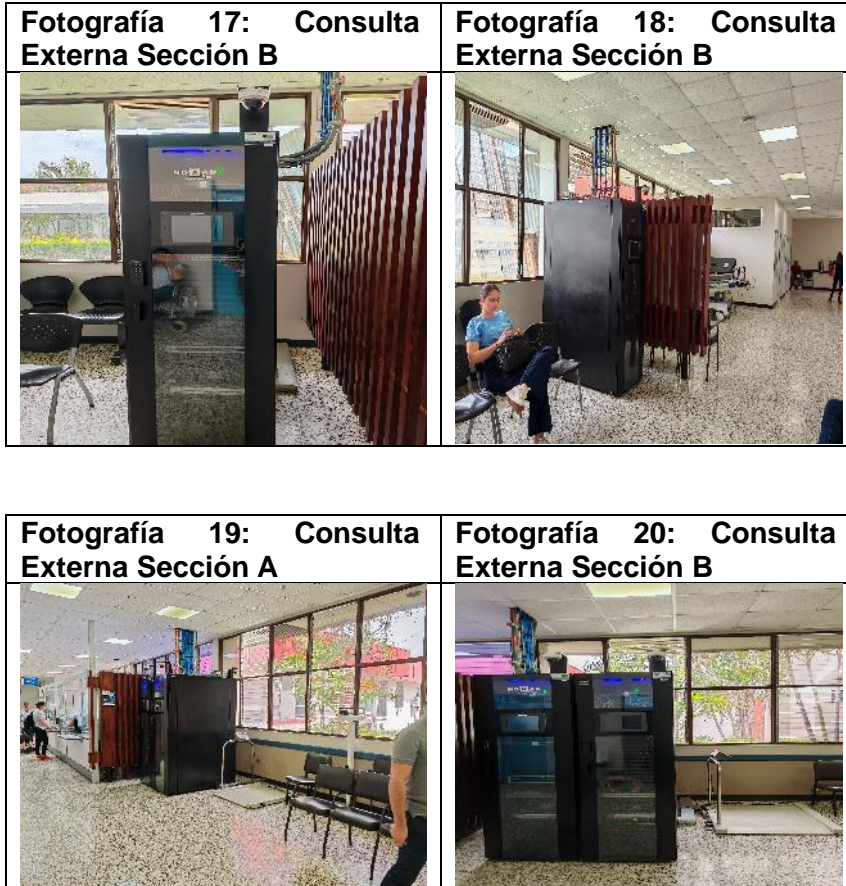 Fotografía 17: Consulta
Externa Sección B
Fotografía 18: Consulta
Externa Sección B
Fotografía 19: Consulta
Externa Sección A
Fotografía 20: Consulta
Externa Sección B